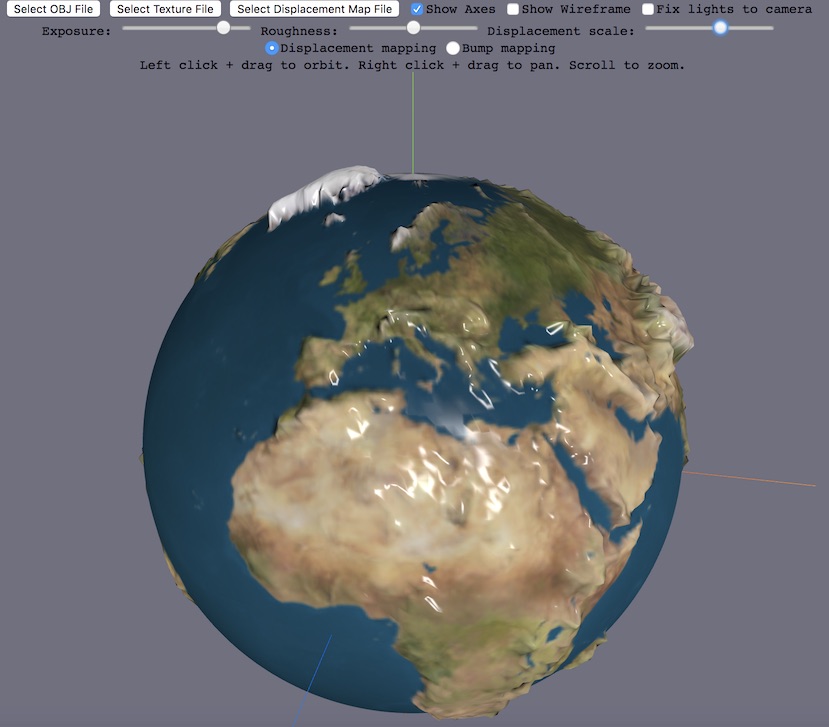 Select OBJ File Select Texture File Select Displacement Map File Show Axes Show Wireframe Fix lights to camera
Exposure: Roughness: Displacement scale:
Displacement mapping Bump mapping
Left click + drag to orbit. Right click + drag to pan. Scroll to zoom.